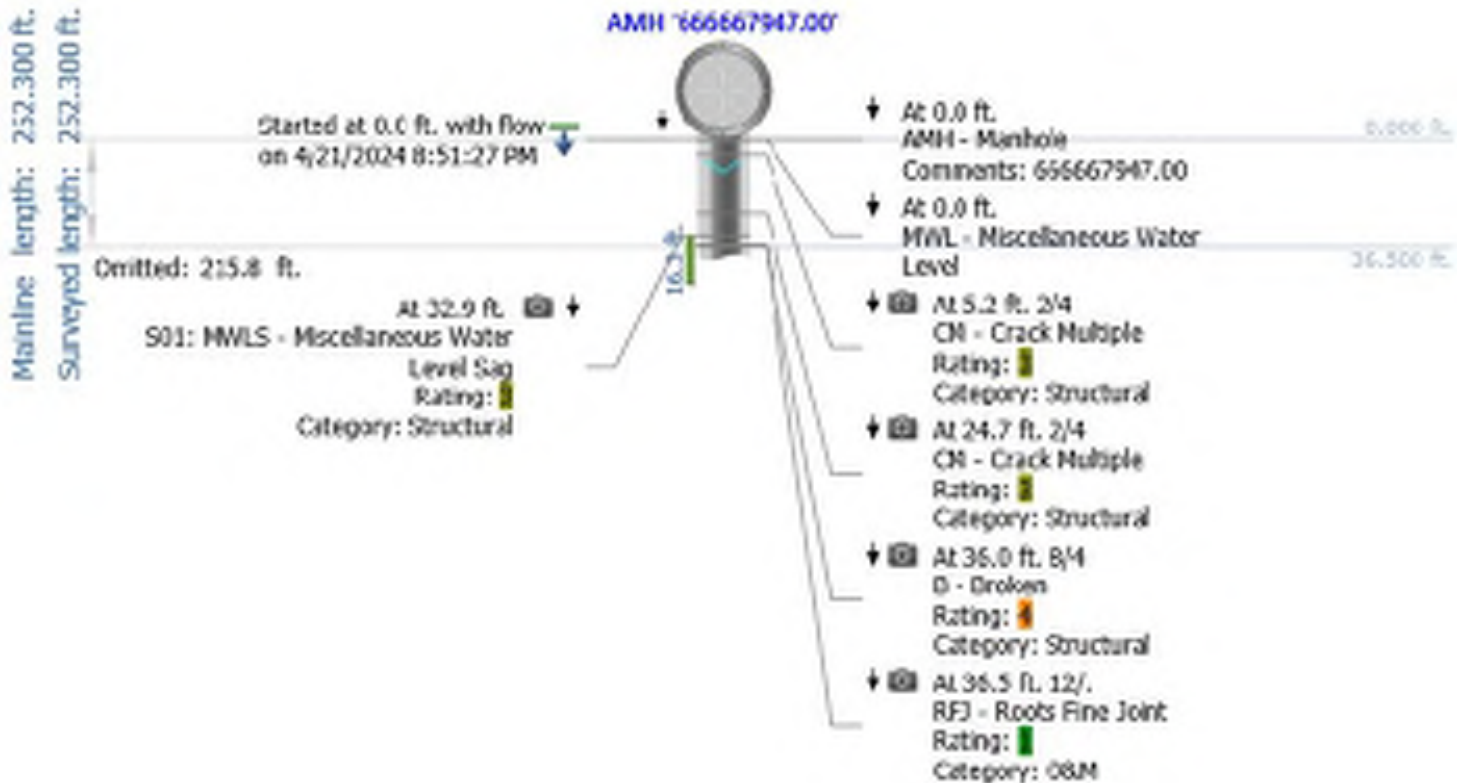 AMH "666667947.00"
Mainline length: 252.300 ft.
Surveyed length: 252.300 ft.
Started at 0.0 ft. with flow
on 4/21/2024 8:51:27 PM
0.000 ft.
At 0.0 ft.
AMH - Manhole
Comments: 666667947.00
At 0.0 ft.
MWL - Miscellaneous Water
Level
36.500 ft.
Omitted: 215.8 ft.
At 32.9 ft.
S01: MWLS - Miscellaneous Water
Level Sag
Rating:
Category: Structural
At 5.2 ft. 2/4
CM - Crack Multiple
Rating:
Category: Structural
At 24.7 ft. 2/4
CM - Crack Multiple
Rating:
Category: Structural
At 36.0 ft. 8/4
B - Broken
Rating: 4
Category: Structural
At 36.5 ft. 12/.
RFJ - Roots Fine Joint
Rating:
Category: O&M